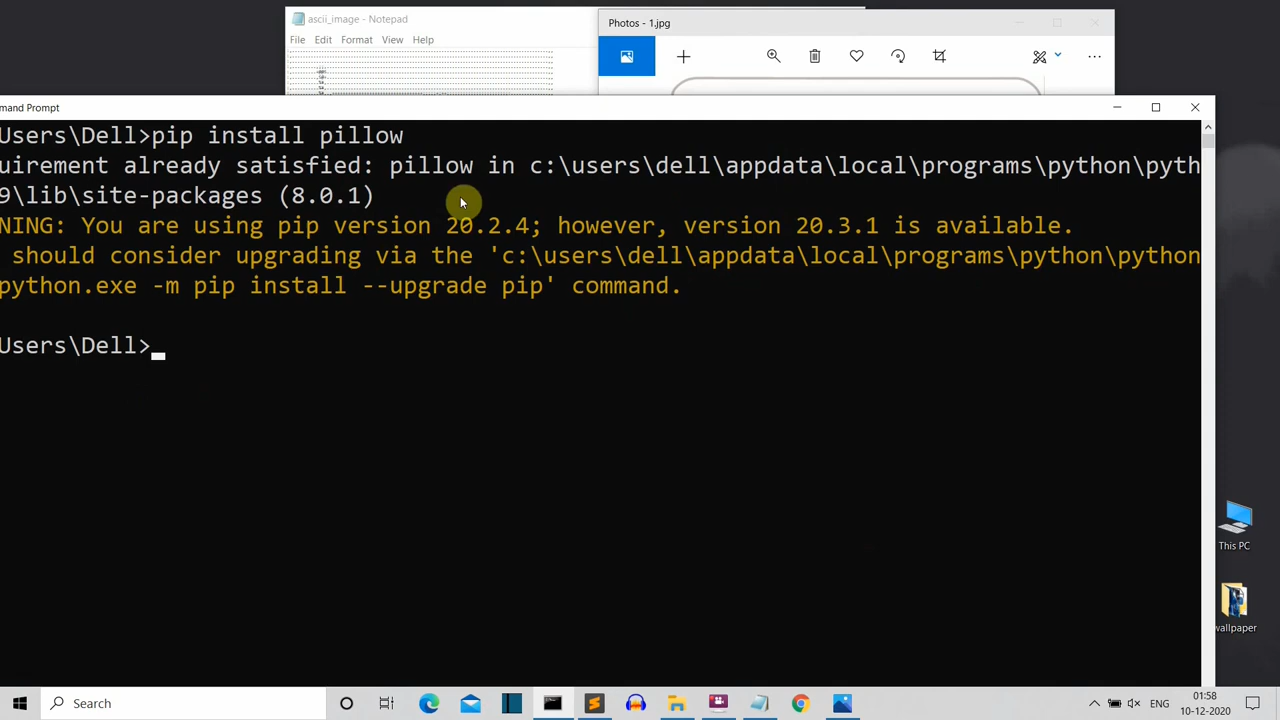 ascii_image - Notepad
File Edit Format View Help
Photos - 1.jpg
mand Prompt
Users\Dell>pip install pillow
uirement already satisfied: pillow in c:\users\dell\appdata\local\programs\python\pyth
9\lib\site-packages (8.0.1)
NING: You are using pip version 20.2.4; however, version 20.3.1 is available.
should consider upgrading via the 'c:\users\dell\appdata\local\programs\python\python
python.exe -m pip install --upgrade pip' command.
Users\Dell>
This PC
wallpaper
Search
ENG
01:58
10-12-2020